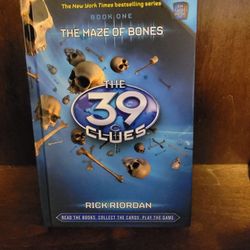 The New York Times bestselling series
BOOK ONE
THE MAZE OF BONES
THE
39
CLUES
RICK RIORDAN
READ THE BOOKS, COLLECT THE CARDS, PLAY THE GAME